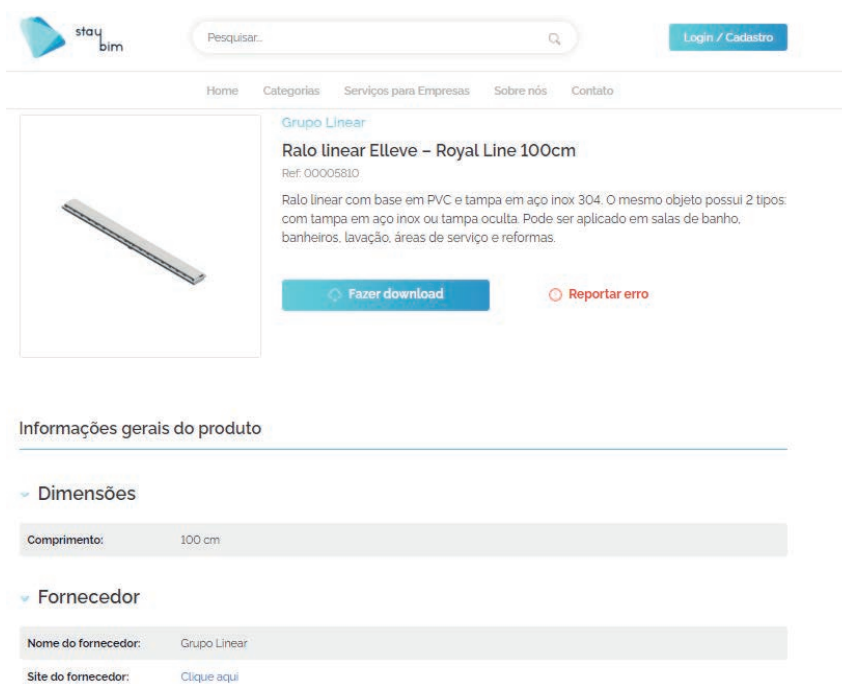 stay
bim
Pesquisar...
Login / Cadastro
Home Categorias Serviços para Empresas Sobre nós Contato
Grupo Linear
Ralo linear Elleve – Royal Line 100cm
Ref: 00005810
Ralo linear com base em PVC e tampa em aço inox 304. O mesmo objeto possui 2 tipos:
com tampa em aço inox ou tampa oculta. Pode ser aplicado em salas de banho,
banheiros, lavação, áreas de serviço e reformas.
Fazer download
Reportar erro
Informações gerais do produto
Dimensões
Comprimento: 100 cm
Fornecedor
Nome do fornecedor: Grupo Linear
Site do fornecedor: Clique aqui